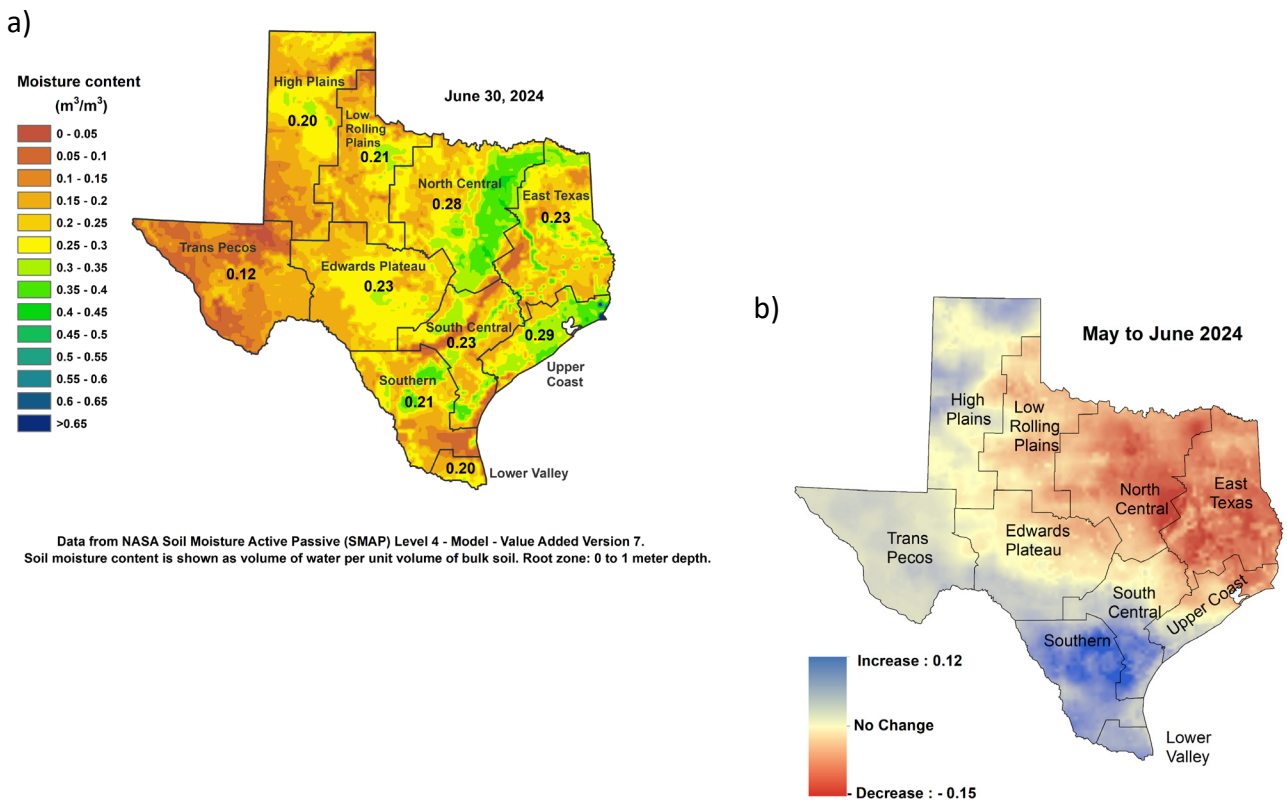 a)
Moisture content
(m³/m³)
0 - 0.05
0.05 - 0.1
0.1 - 0.15
0.15 - 0.2
0.2 - 0.25
0.25 - 0.3
0.3 - 0.35
0.35 - 0.4
0.4 - 0.45
0.45 - 0.5
0.5 - 0.55
0.55 - 0.6
0.6 - 0.65
>0.65
June 30, 2024
High Plains
0.20
Low
Rolling
Plains
0.21
North Central
0.28
East Texas
0.23
Trans Pecos
0.12
Edwards Plateau
0.23
South Central
0.23
0.29
Upper
Coast
Southern
0.21
0.20
Lower Valley
Data from NASA Soil Moisture Active Passive (SMAP) Level 4 - Model - Value Added Version 7.
Soil moisture content is shown as volume of water per unit volume of bulk soil. Root zone: 0 to 1 meter depth.
b)
May to June 2024
High
Plains
Low
Rolling
Plains
North
Central
East
Texas
Trans
Pecos
Edwards
Plateau
South
Central
Upper Coast
Southern
Lower
Valley
Increase : 0.12
No Change
- Decrease : - 0.15